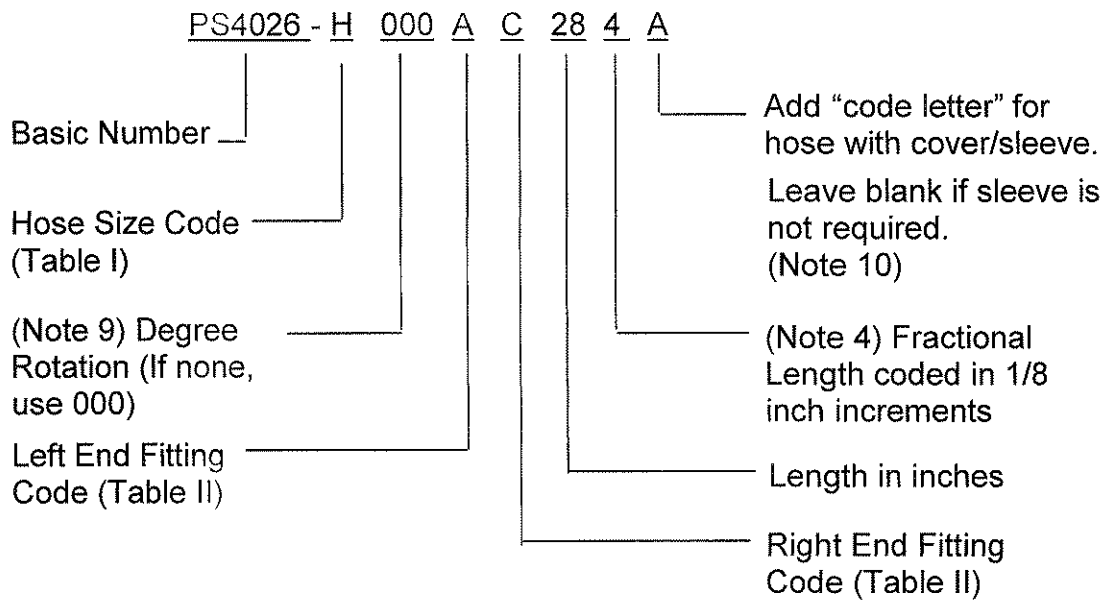 PS4026 - H 000 A C 28 4 A
Basic Number
Hose Size Code
(Table I)
(Note 9) Degree
Rotation (If none,
use 000)
Left End Fitting
Code (Table II)
Add “code letter” for
hose with cover/sleeve.
Leave blank if sleeve is
not required.
(Note 10)
(Note 4) Fractional
Length coded in 1/8
inch increments
Length in inches
Right End Fitting
Code (Table II)